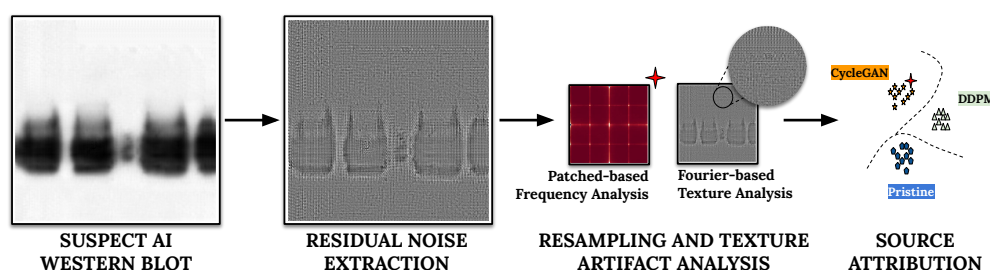 CycleGAN
DDPM
Patched-based
Frequency Analysis
Fourier-based
Texture Analysis
Pristine
SUSPECT AI
WESTERN BLOT
RESIDUAL NOISE
EXTRACTION
RESAMPLING AND TEXTURE
ARTIFACT ANALYSIS
SOURCE
ATTRIBUTION